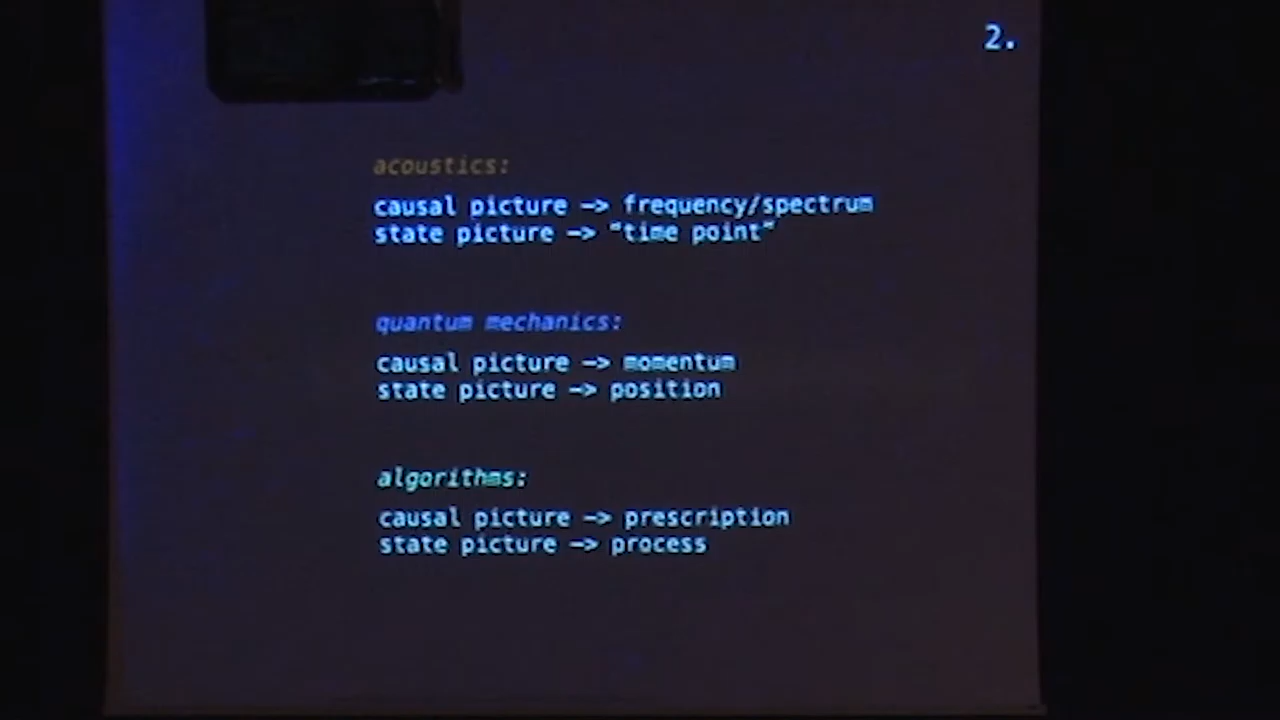 2.
acoustics:
causal picture —> frequency/spectrum
state picture —> "time point"
quantum mechanics:
causal picture —> momentum
state picture —> position
algorithms:
causal picture —> prescription
state picture —> process